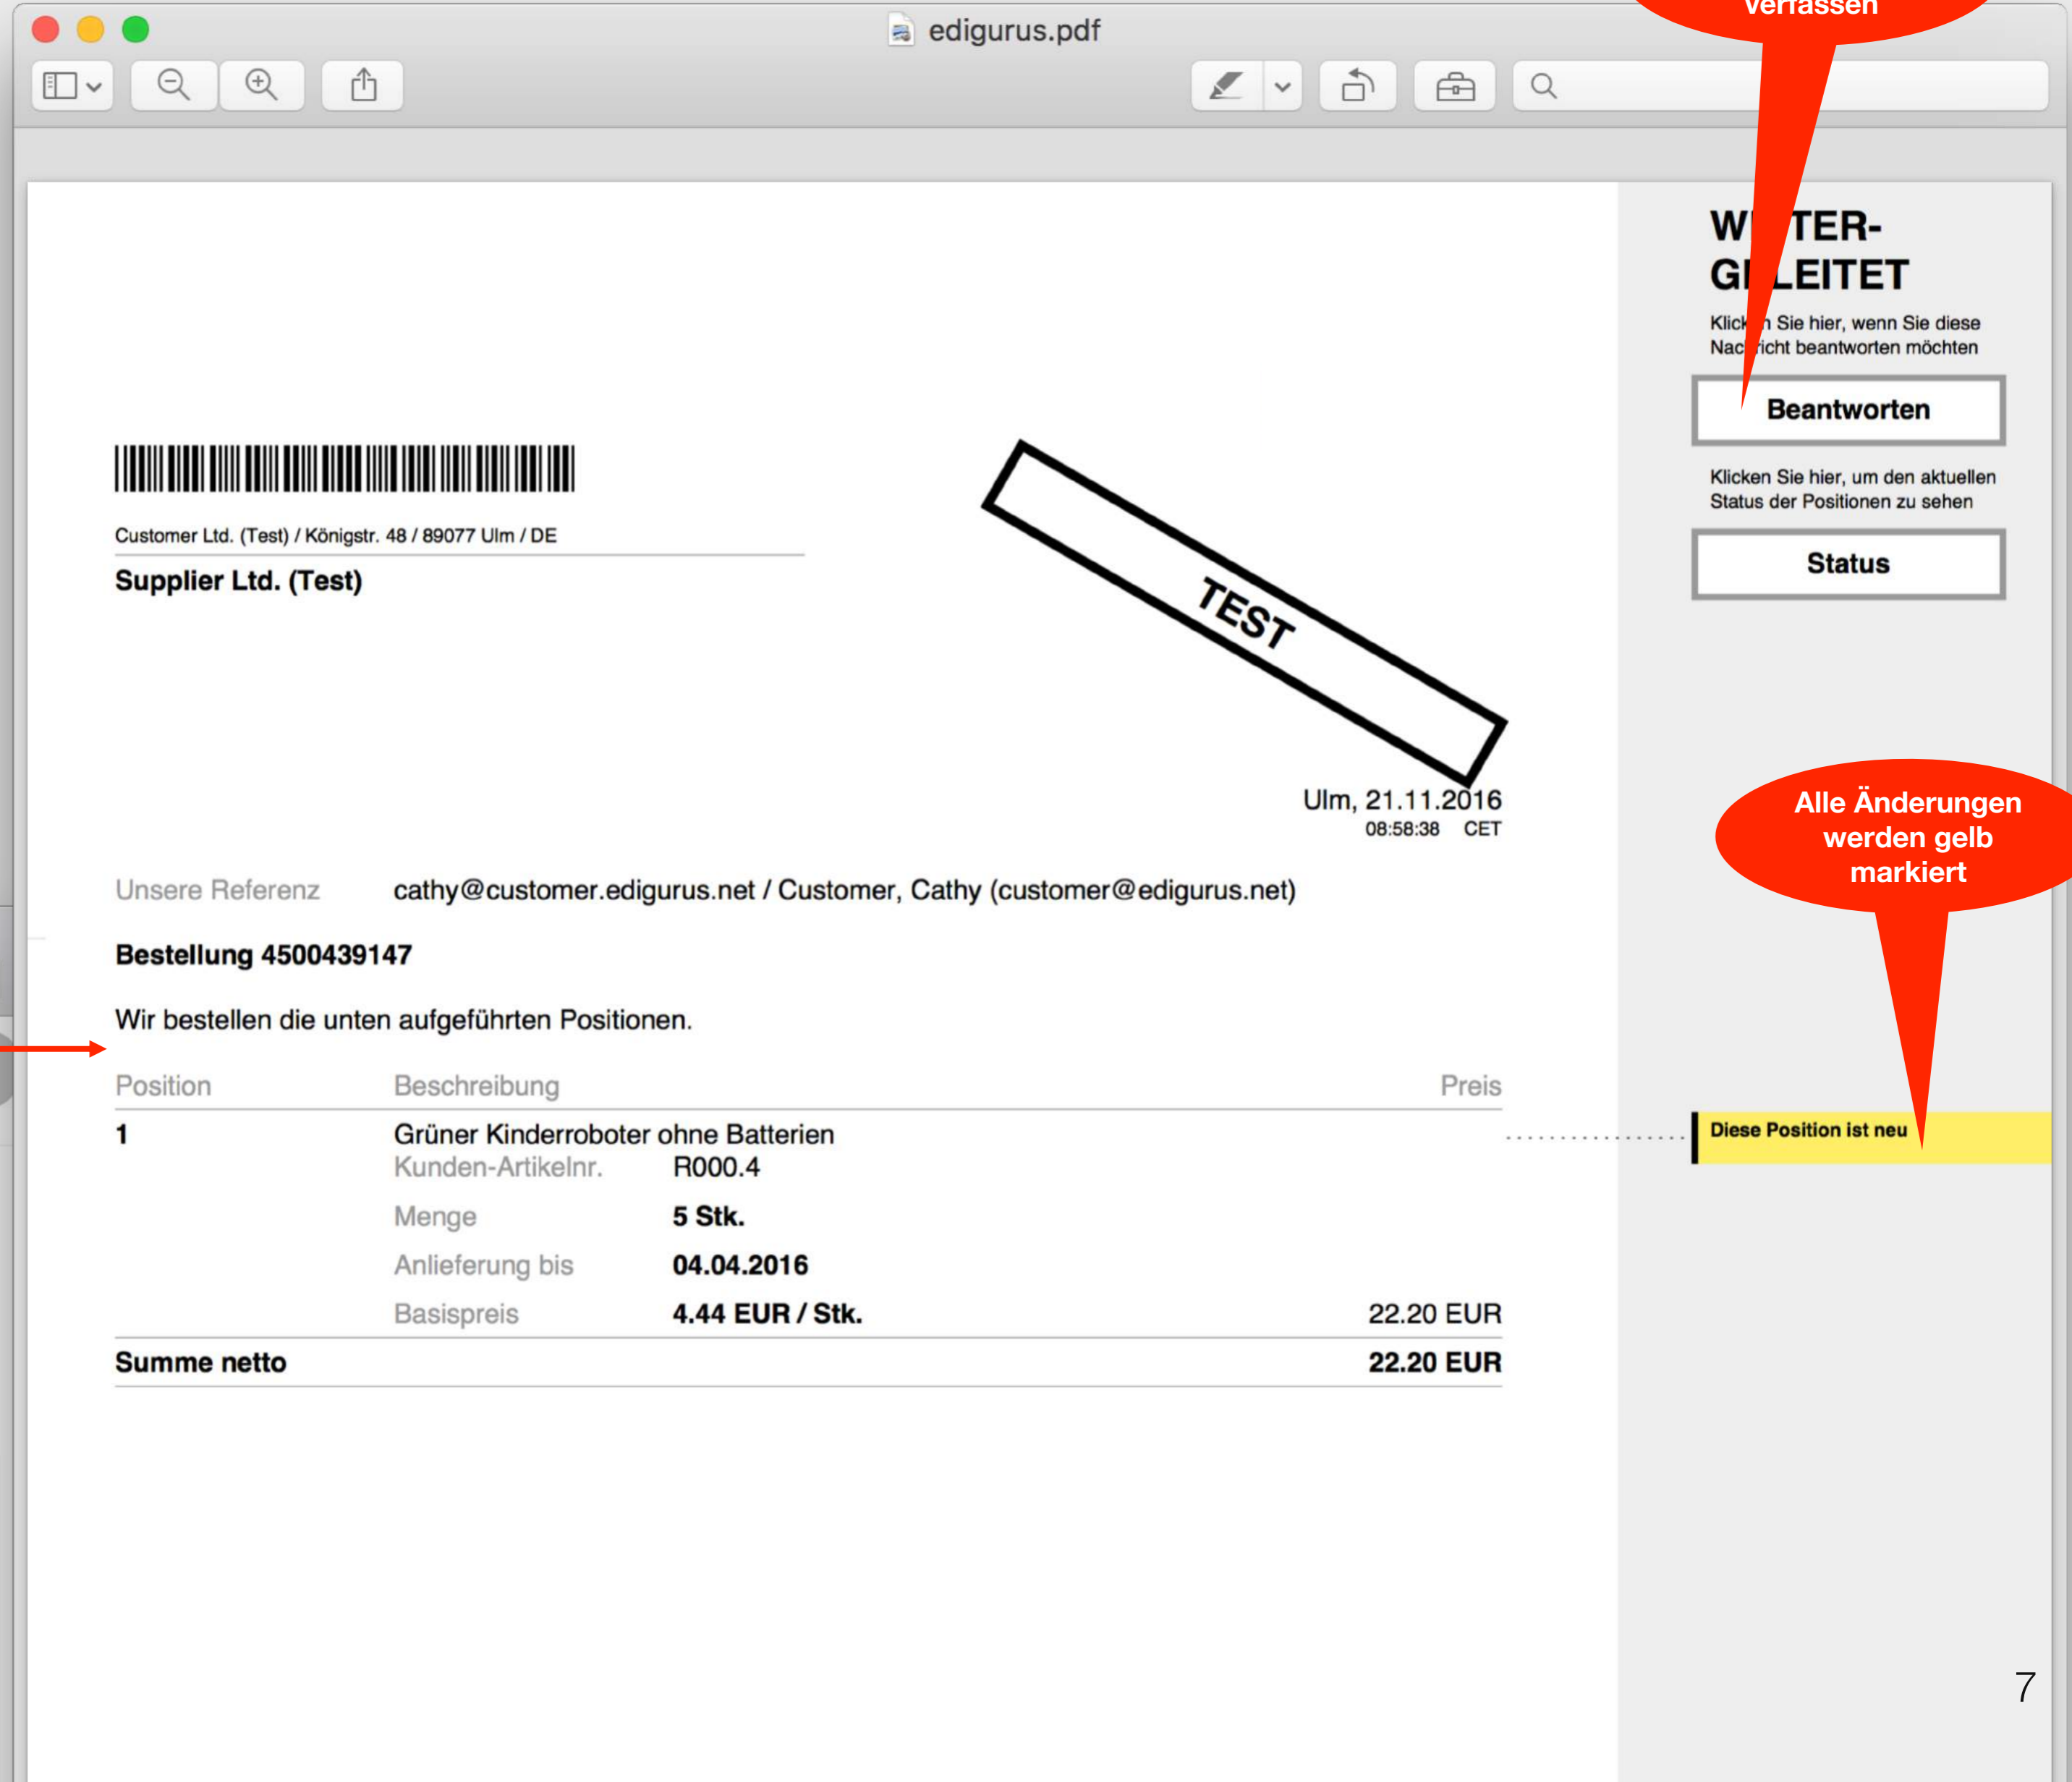 verfassen
edigurus.pdf
WEITER-
GELEITET
Klicken Sie hier, wenn Sie diese
Nachricht beantworten möchten
Beantworten
Klicken Sie hier, um den aktuellen
Status der Positionen zu sehen
Status
Customer Ltd. (Test) / Königstr. 48 / 89077 Ulm / DE
Supplier Ltd. (Test)
TEST
Ulm, 21.11.2016
08:58:38 CET
Alle Änderungen
werden gelb
markiert
Unsere Referenz cathy@customer.edigurus.net / Customer, Cathy (customer@edigurus.net)
Bestellung 4500439147
Wir bestellen die unten aufgeführten Positionen.
Position Beschreibung Preis
1 Grüner Kinderroboter ohne Batterien
Diese Position ist neu
Kunden-Artikelnr. R000.4
Menge 5 Stk.
Anlieferung bis 04.04.2016
Basispreis 4.44 EUR / Stk. 22.20 EUR
Summe netto 22.20 EUR
7